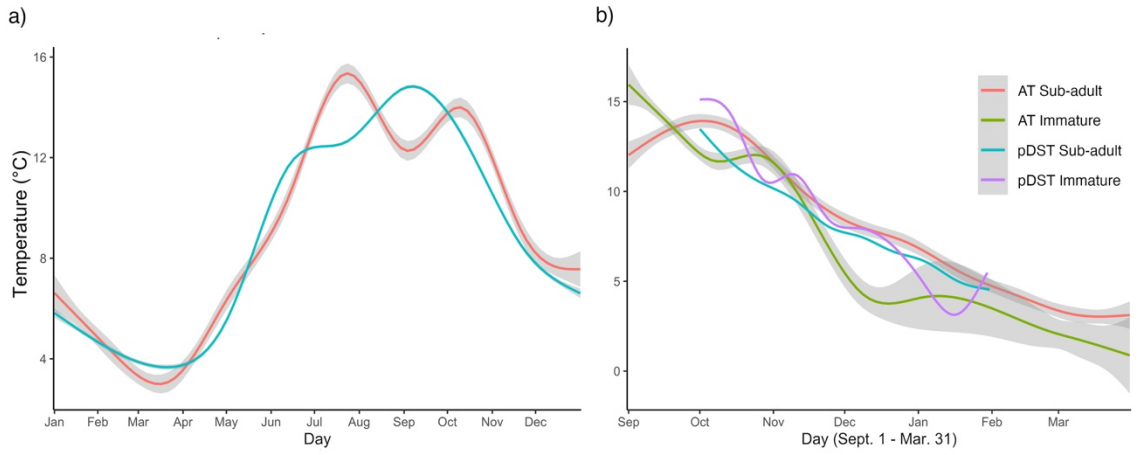 a)
b)
Temperature (°C)
16
12
8
4
Jan Feb Mar Apr May Jun Jul Aug Sep Oct Nov Dec
Day
15
10
5
0
Sep Oct Nov Dec Jan Feb Mar
Day (Sept. 1 - Mar. 31)
AT Sub-adult
AT Immature
pDST Sub-adult
pDST Immature